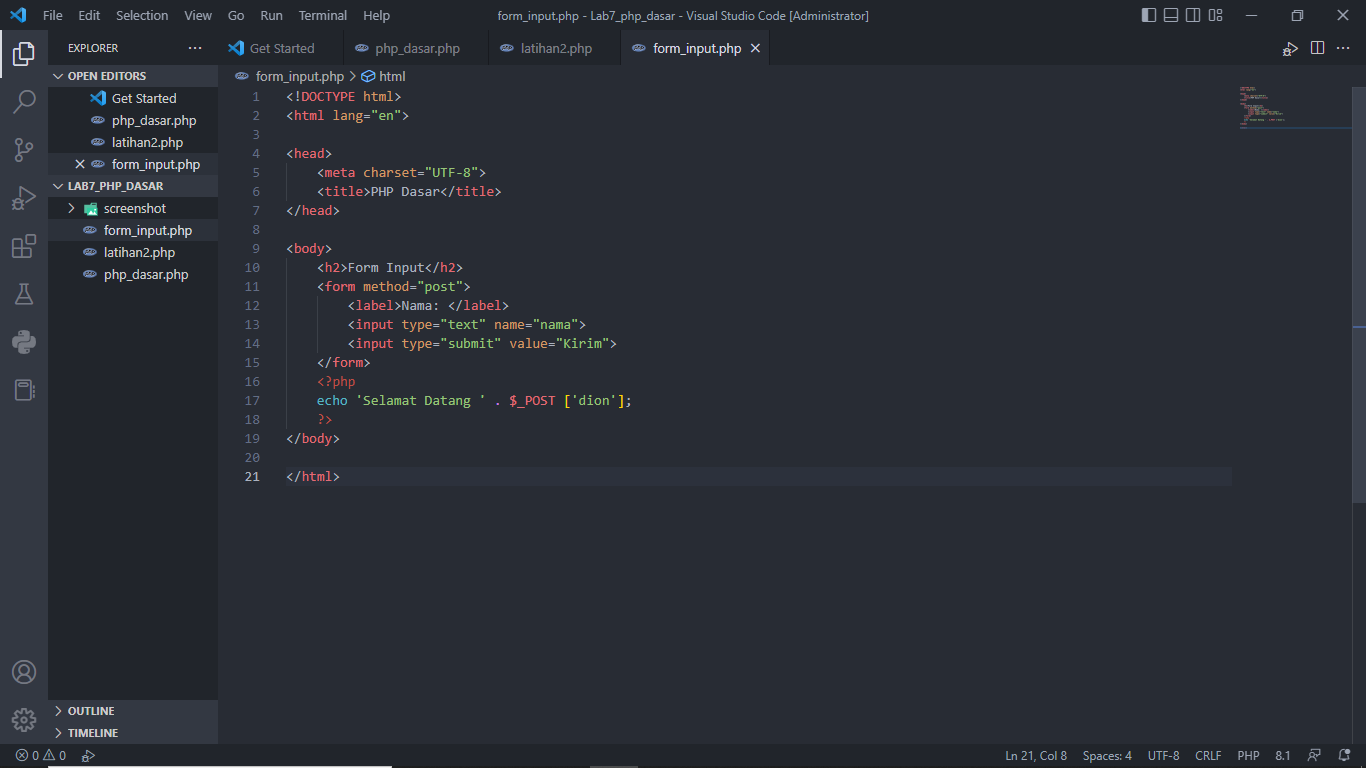 File Edit Selection View Go Run Terminal Help form_input.php - Lab7_php_dasar - Visual Studio Code [Administrator]
EXPLORER
OPEN EDITORS
Get Started
php_dasar.php
latihan2.php
form_input.php
LAB7_PHP_DASAR
screenshot
form_input.php
latihan2.php
php_dasar.php
OUTLINE
TIMELINE
Get Started php_dasar.php latihan2.php form_input.php
form_input.php > html
1 <!DOCTYPE html>
2 <html lang="en">
3
4 <head>
5 <meta charset="UTF-8">
6 <title>PHP Dasar</title>
7 </head>
8
9 <body>
10 <h2>Form Input</h2>
11 <form method="post">
12 <label>Nama: </label>
13 <input type="text" name="nama">
14 <input type="submit" value="Kirim">
15 </form>
16 <?php
17 echo 'Selamat Datang ' . $_POST ['dion'];
18 ?>
19 </body>
20
21 </html>
0 0 Ln 21, Col 8 Spaces: 4 UTF-8 CRLF PHP 8.1